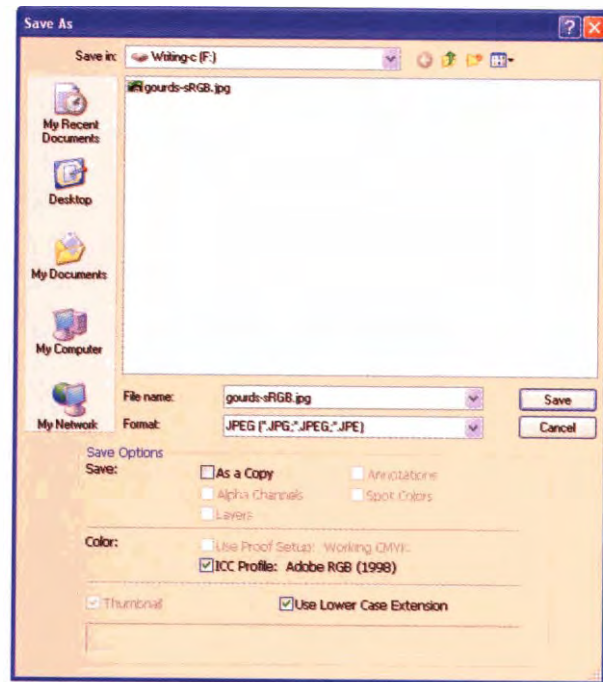 Save As
Save in: Writing-c (F:)
gourds-sRGB.jpg
My Recent
Documents
Desktop
My Documents
My Computer
My Network
File name: gourds-sRGB.jpg Save
Format: JPEG (*.JPG;*.JPEG;*.JPE) Cancel
Save Options
Save: As a Copy Annotations
Alpha Channels Spot Colors
Layers
Color: Use Proof Setup: Working CMYK
ICC Profile: Adobe RGB (1998)
Thumbnail Use Lower Case Extension